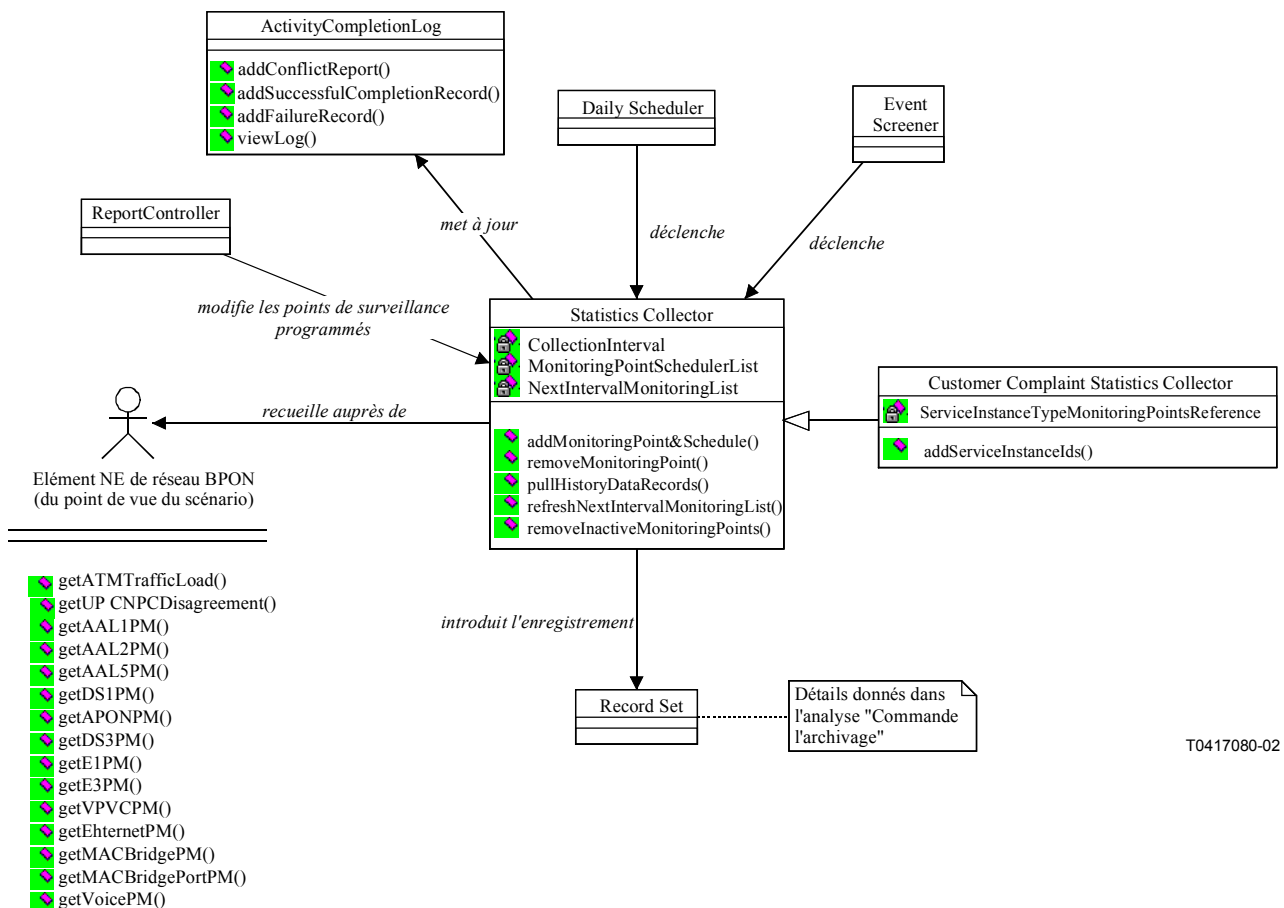 ActivityCompletionLog
addConflictReport()
addSuccessfulCompletionRecord()
addFailureRecord()
viewLog()
Daily Scheduler
Event
Screener
ReportController
met à jour
déclenche
déclenche
modifie les points de surveillance
programmés
Statistics Collector
CollectionInterval
MonitoringPointSchedulerList
NextIntervalMonitoringList
addMonitoringPoint&Schedule()
removeMonitoringPoint()
pullHistoryDataRecords()
refreshNextIntervalMonitoringList()
removeInactiveMonitoringPoints()
Customer Complaint Statistics Collector
ServiceInstanceTypeMonitoringPointsReference
addServiceInstanceIds()
recueille auprès de
Elément NE de réseau BPON
(du point de vue du scénario)
getATMTrafficLoad()
getUP CNPCDisagreement()
getAAL1PM()
getAAL2PM()
getAAL5PM()
getDS1PM()
getAPONPM()
getDS3PM()
getE1PM()
getE3PM()
getVPVCPM()
getEhternetPM()
getMACBridgePM()
getMACBridgePortPM()
getVoicePM()
introduit l'enregistrement
Record Set
Détails donnés dans
l'analyse "Commande
l'archivage"
T0417080-02